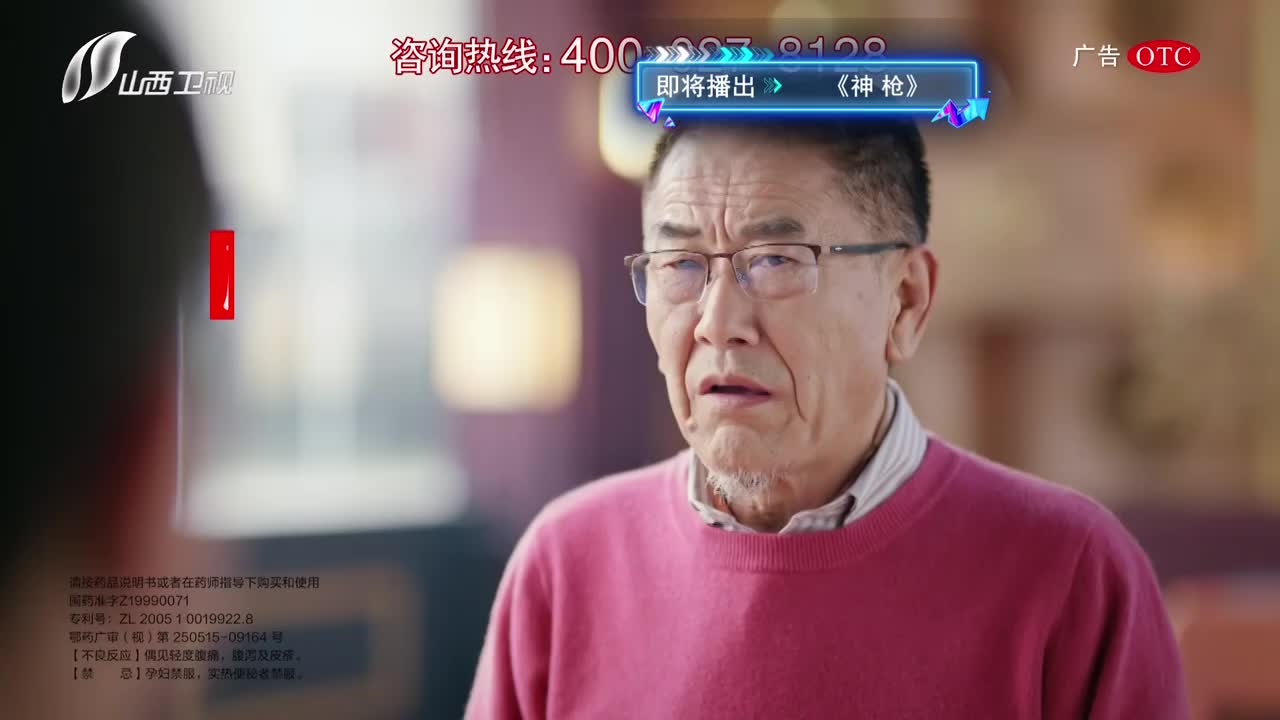 山西卫视
咨询热线:400
8128
即将播出 《神枪》
广告 OTC
请按药品说明书或者在药师指导下购买和使用
国药准字Z19990071
专利号：ZL 2005 1 0019922.8
鄂药广审（视）第 250515-09164 号
【不良反应】偶见轻度腹痛，腹泻及皮疹。
【禁 忌】孕妇禁服，实热便秘者禁服。